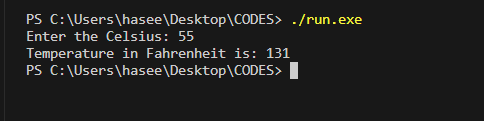 PS C:\Users\hasee\Desktop\CODES> ./run.exe
Enter the Celsius: 55
Temperature in Fahrenheit is: 131
PS C:\Users\hasee\Desktop\CODES>